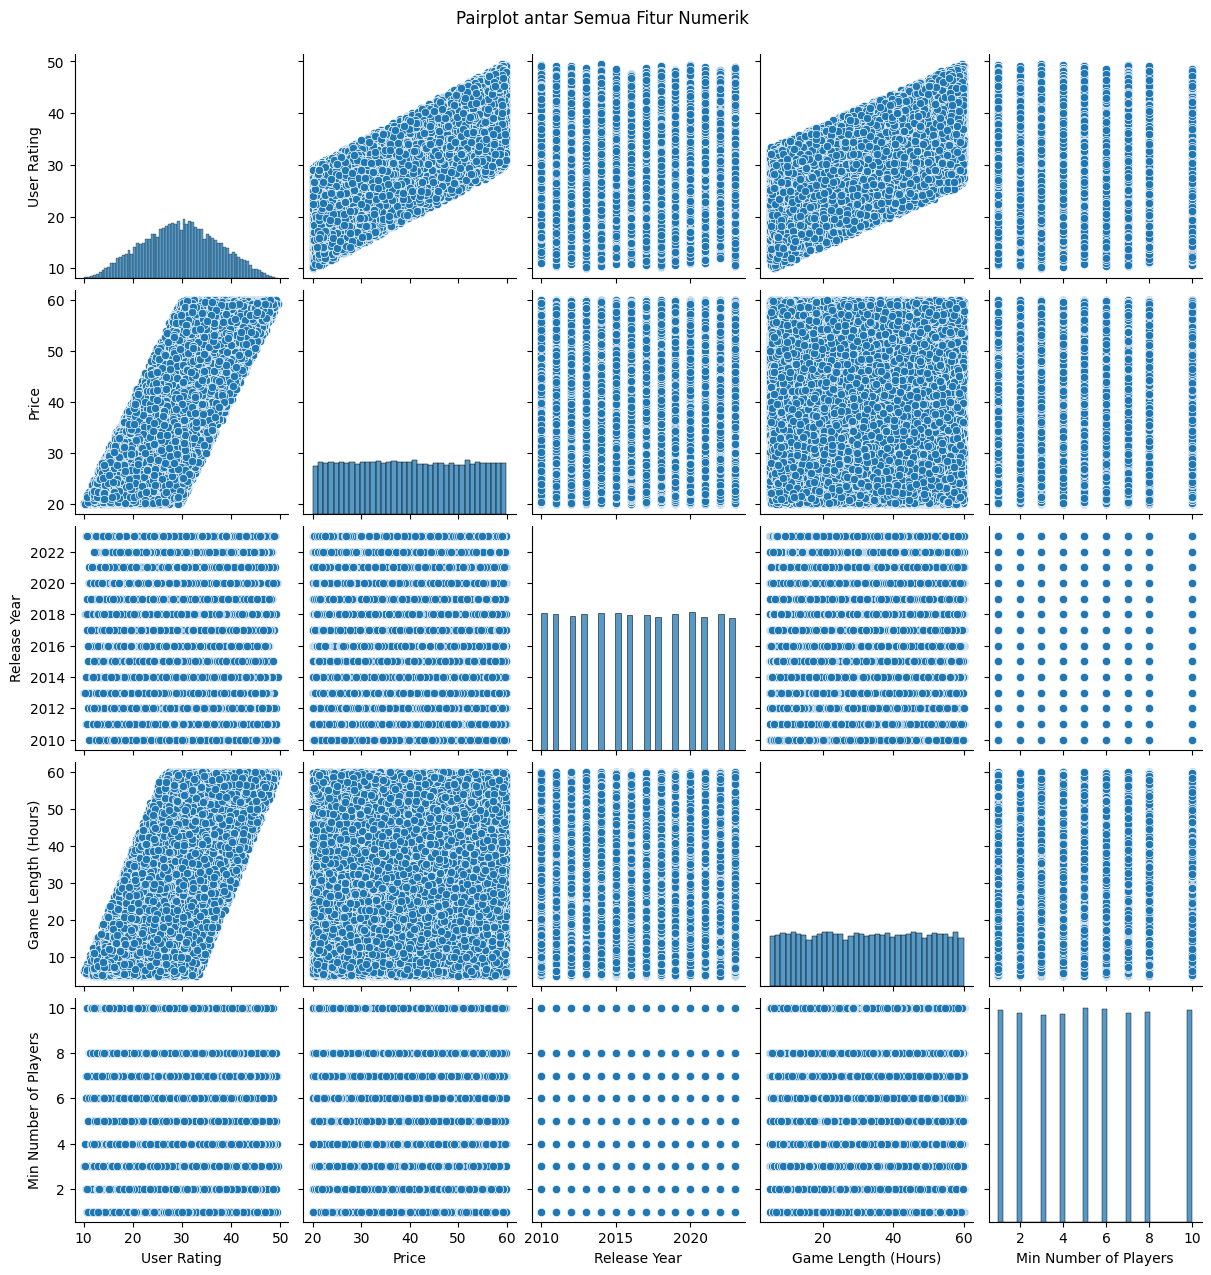 Pairplot antar Semua Fitur Numerik
50
40
30
20
10
User Rating
60
50
40
30
20
Price
2022
2020
2018
2016
2014
2012
2010
Release Year
60
50
40
30
20
10
Game Length (Hours)
10
8
6
4
2
Min Number of Players
10 20 30 40 50
20 30 40 50 60
2010 2015 2020
20 40 60
2 4 6 8 10
User Rating
Price
Release Year
Game Length (Hours)
Min Number of Players